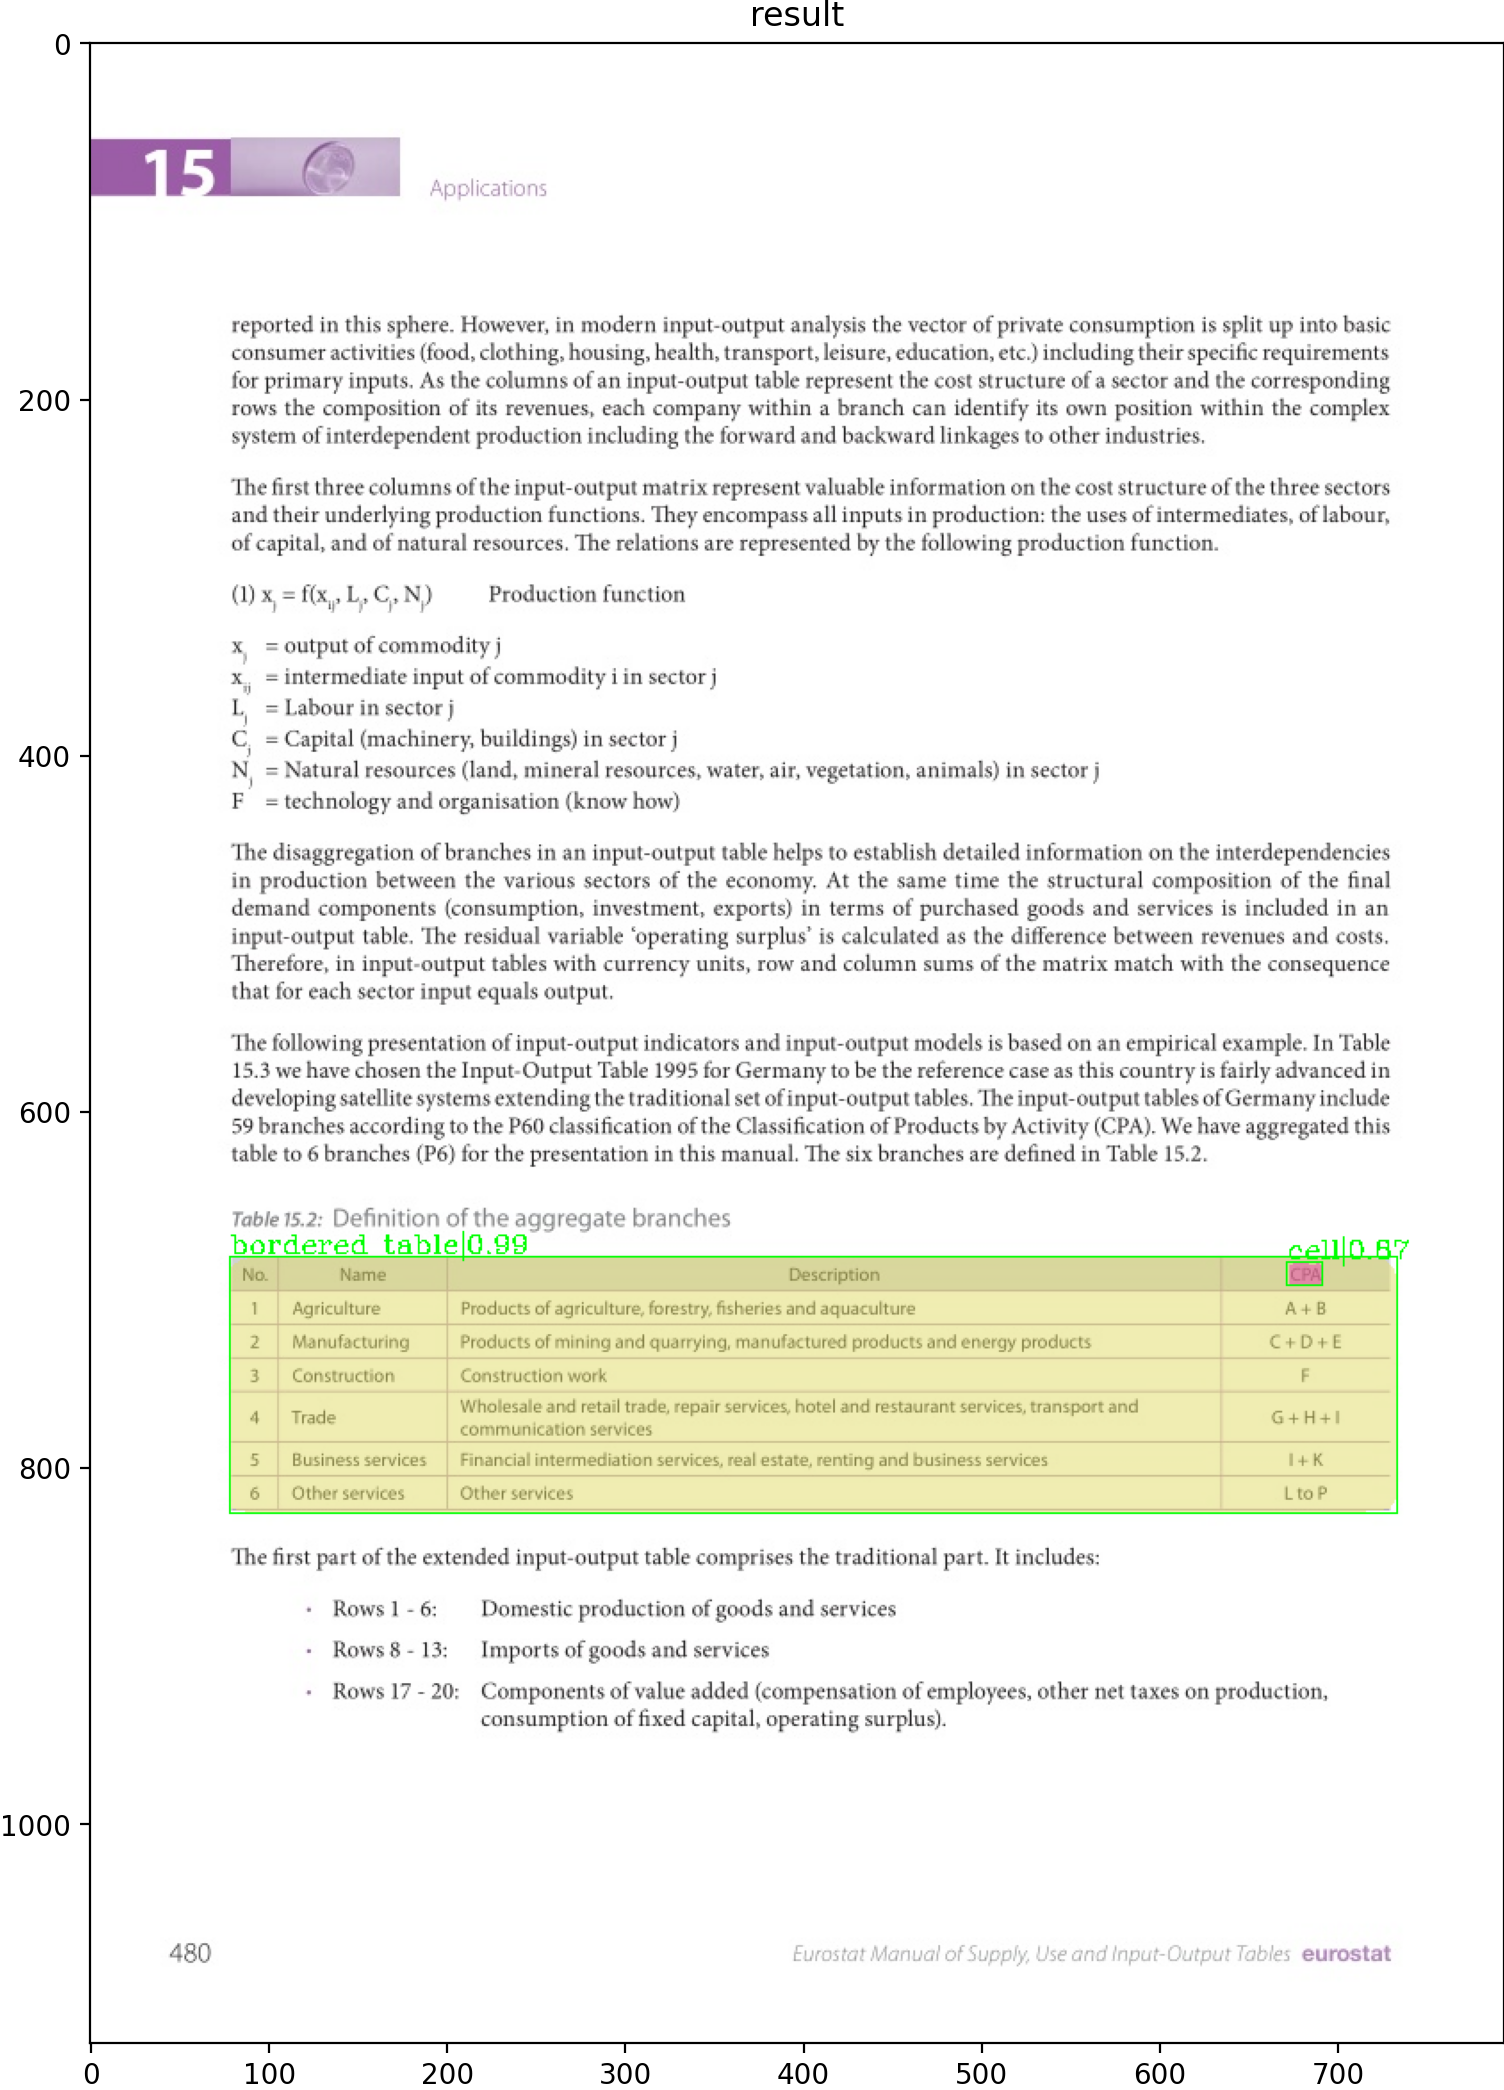 result
15
Applications
reported in this sphere. However, in modern input-output analysis the vector of private consumption is split up into basic
consumer activities (food, clothing, housing, health, transport, leisure, education, etc.) including their specific requirements
for primary inputs. As the columns of an input-output table represent the cost structure of a sector and the corresponding
rows the composition of its revenues, each company within a branch can identify its own position within the complex
system of interdependent production including the forward and backward linkages to other industries.
The first three columns of the input-output matrix represent valuable information on the cost structure of the three sectors
and their underlying production functions. They encompass all inputs in production: the uses of intermediates, of labour,
of capital, and of natural resources. The relations are represented by the following production function.
(1) xj = f(xij, Lj, Cj, Nj) Production function
xj = output of commodity j
xij = intermediate input of commodity i in sector j
Lj = Labour in sector j
Cj = Capital (machinery, buildings) in sector j
Nj = Natural resources (land, mineral resources, water, air, vegetation, animals) in sector j
F = technology and organisation (know how)
The disaggregation of branches in an input-output table helps to establish detailed information on the interdependencies
in production between the various sectors of the economy. At the same time the structural composition of the final
demand components (consumption, investment, exports) in terms of purchased goods and services is included in an
input-output table. The residual variable ‘operating surplus’ is calculated as the difference between revenues and costs.
Therefore, in input-output tables with currency units, row and column sums of the matrix match with the consequence
that for each sector input equals output.
The following presentation of input-output indicators and input-output models is based on an empirical example. In Table
15.3 we have chosen the Input-Output Table 1995 for Germany to be the reference case as this country is fairly advanced in
developing satellite systems extending the traditional set of input-output tables. The input-output tables of Germany include
59 branches according to the P60 classification of the Classification of Products by Activity (CPA). We have aggregated this
table to 6 branches (P6) for the presentation in this manual. The six branches are defined in Table 15.2.
Table 15.2: Definition of the aggregate branches
bordered table|0.99 cell|
No. Name Description CPA
1 Agriculture Products of agriculture, forestry, fisheries and aquaculture A + B
2 Manufacturing Products of mining and quarrying, manufactured products and energy products C + D + E
3 Construction Construction work F
4 Trade Wholesale and retail trade, repair services, hotel and restaurant services, transport and
communication services G + H + I
5 Business services Financial intermediation services, real estate, renting and business services I + K
6 Other services Other services L to P
The first part of the extended input-output table comprises the traditional part. It includes:
• Rows 1 - 6: Domestic production of goods and services
• Rows 8 - 13: Imports of goods and services
• Rows 17 - 20: Components of value added (compensation of employees, other net taxes on production,
consumption of fixed capital, operating surplus).
480 Eurostat Manual of Supply, Use and Input-Output Tables eurostat
0
200
400
600
800
1000
0 100 200 300 400 500 600 700